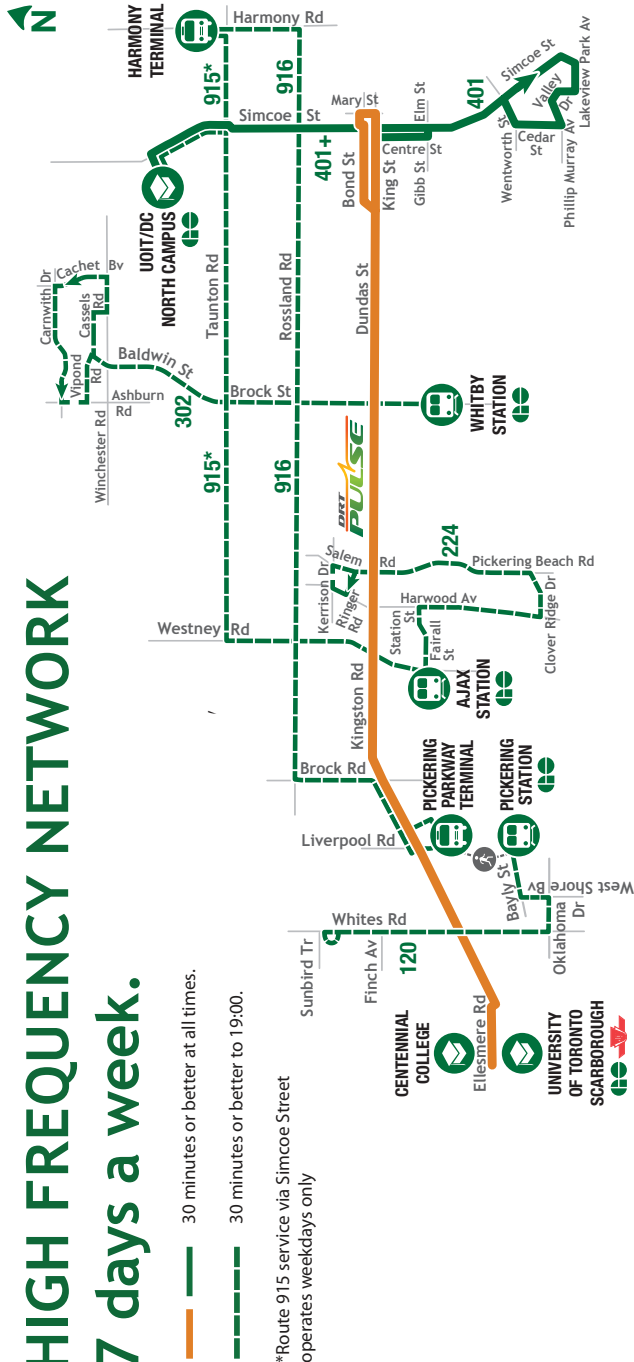 HIGH FREQUENCY NETWORK
7 days a week.
30 minutes or better at all times.
30 minutes or better to 19:00.
*Route 915 service via Simcoe Street
operates weekdays only
N
HARMONY
TERMINAL
Harmony Rd
915*
916
Simcoe St
Mary St
Elm St
401
Simcoe St
Valley
Dr
Lakeview Park Av
Wentworth St
Cedar
St
Phillip Murray Av
401+
Bond St
King St
Centre St
Gibb St
UOIT/DC
NORTH CAMPUS
GO
Taunton Rd
Rossland Rd
Dundas St
Carnwith Dr
Cachet Bv
Cassels
Rd
Vipond
Rd
Baldwin St
Ashburn
Rd
Winchester Rd
302
Brock St
WHITBY
STATION
GO
915*
916
DRT
PULSE
Salem Rd
Kerrison Dr
Ringer
Rd
224
Pickering Beach Rd
Harwood Av
Station
St
Fairall
St
Clover Ridge Dr
Westney Rd
AJAX
STATION
GO
Kingston Rd
Brock Rd
Liverpool Rd
PICKERING
PARKWAY
TERMINAL
PICKERING
STATION
GO
Bayly St
West Shore Bv
Oklahoma
Dr
Whites Rd
Sunbird Tr
Finch Av
120
CENTENNIAL
COLLEGE
Ellesmere Rd
UNIVERSITY
OF TORONTO
SCARBOROUGH
GO